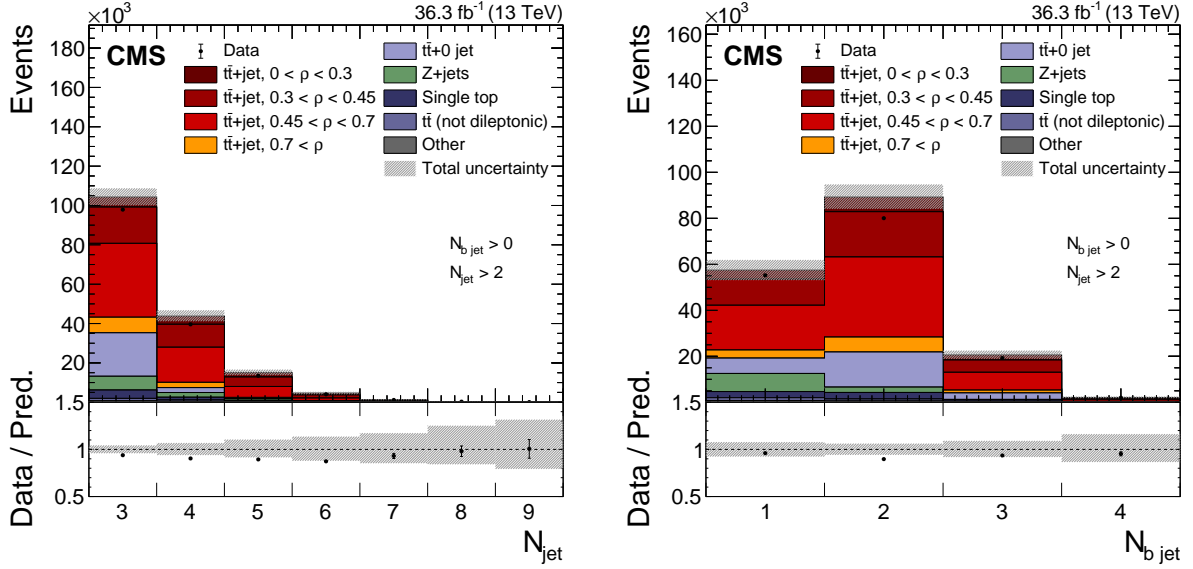 ×10³ 36.3 fb⁻¹ (13 TeV)
CMS
Data
tt̄+jet, 0 < ρ < 0.3
tt̄+jet, 0.3 < ρ < 0.45
tt̄+jet, 0.45 < ρ < 0.7
tt̄+jet, 0.7 < ρ
tt̄+0 jet
Z+jets
Single top
tt̄ (not dileptonic)
Other
Total uncertainty
N_b jet > 0
N_jet > 2
Events
180
160
140
120
100
80
60
40
20
Data / Pred.
1.5
1
0.5
3 4 5 6 7 8 9
N_jet
×10³ 36.3 fb⁻¹ (13 TeV)
CMS
Data
tt̄+jet, 0 < ρ < 0.3
tt̄+jet, 0.3 < ρ < 0.45
tt̄+jet, 0.45 < ρ < 0.7
tt̄+jet, 0.7 < ρ
tt̄+0 jet
Z+jets
Single top
tt̄ (not dileptonic)
Other
Total uncertainty
N_b jet > 0
N_jet > 2
Events
160
140
120
100
80
60
40
20
Data / Pred.
1.5
1
0.5
1 2 3 4
N_b jet